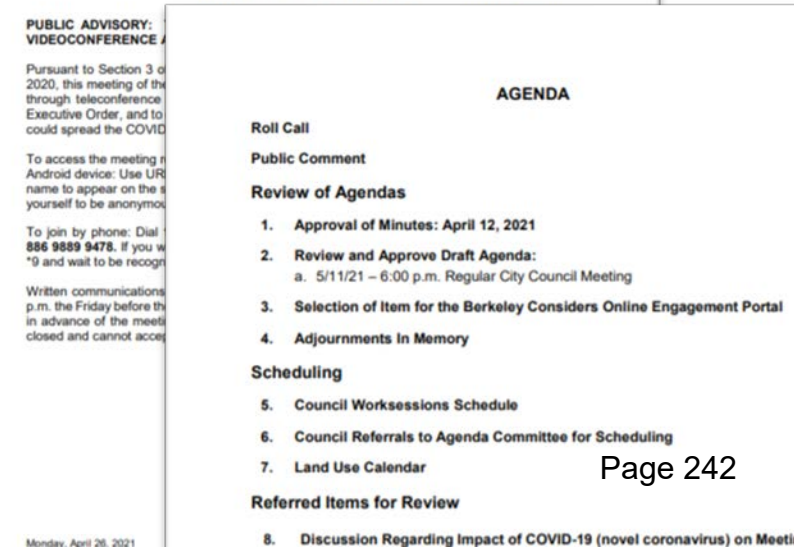 PUBLIC ADVISORY:
VIDEOCONFERENCE
Pursuant to Section 3
2020, this meeting of the
through teleconference
Executive Order, and to
could spread the COVID
To access the meeting
Android device: Use
name to appear on the
yourself to be
To join by phone: Dial
886 9889 9478. If you
*9 and wait to be
Written communications
p.m. the Friday before
in advance of the
closed and cannot
Monday, April 26, 2021
AGENDA
Roll Call
Public Comment
Review of Agendas
1. Approval of Minutes: April 12, 2021
2. Review and Approve Draft Agenda:
a. 5/11/21 – 6:00 p.m. Regular City Council Meeting
3. Selection of Item for the Berkeley Considers Online Engagement Portal
4. Adjournments In Memory
Scheduling
5. Council Worksessions Schedule
6. Council Referrals to Agenda Committee for Scheduling
7. Land Use Calendar
Page 242
Referred Items for Review
8. Discussion Regarding Impact of COVID-19 (novel coronavirus) on